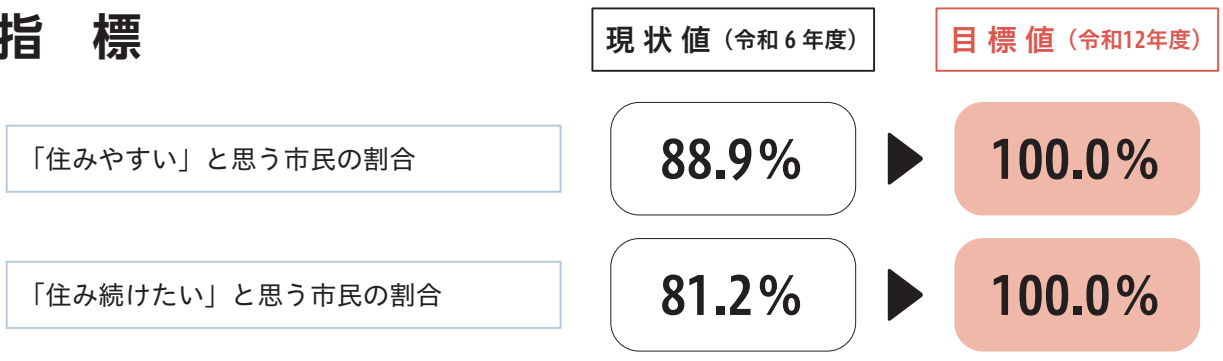 指 標
現状値（令和6年度）
目標値（令和12年度）
「住みやすい」と思う市民の割合
88.9%
▶
100.0%
「住み続けたい」と思う市民の割合
81.2%
▶
100.0%